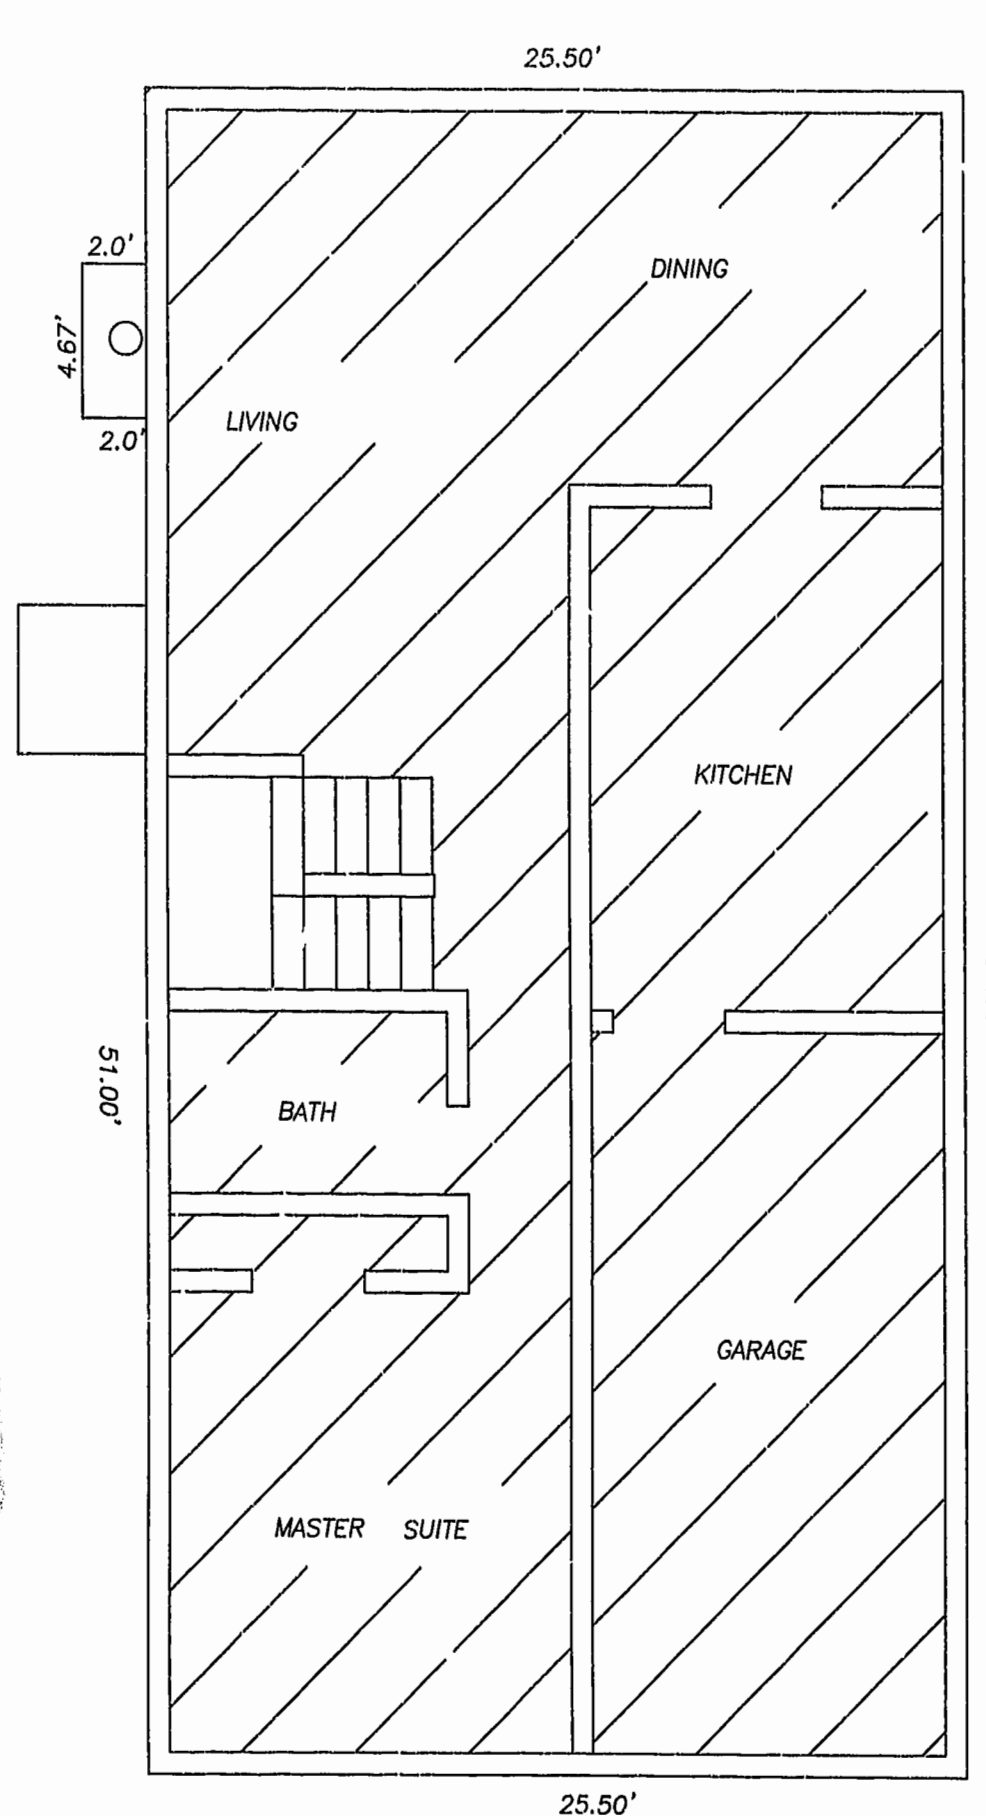 25.50'
2.0'
4.67'
2.0'
DINING
LIVING
KITCHEN
51.00'
BATH
GARAGE
MASTER SUITE
25.50'